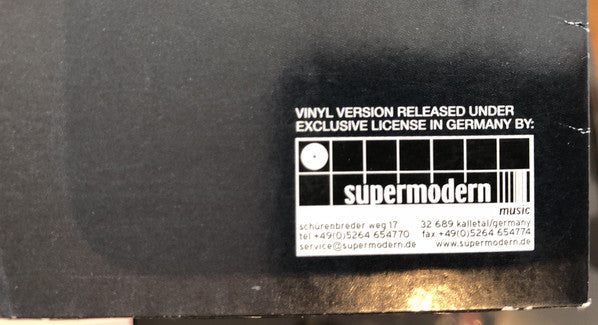 VINYL VERSION RELEASED UNDER
EXCLUSIVE LICENSE IN GERMANY BY:
supermodern
music
schürenbreder weg 17 32 689 kalletal/germany
tel +49(0)5264 654770 fax +49(0)5264 654774
service@supermodern.de www.supermodern.de